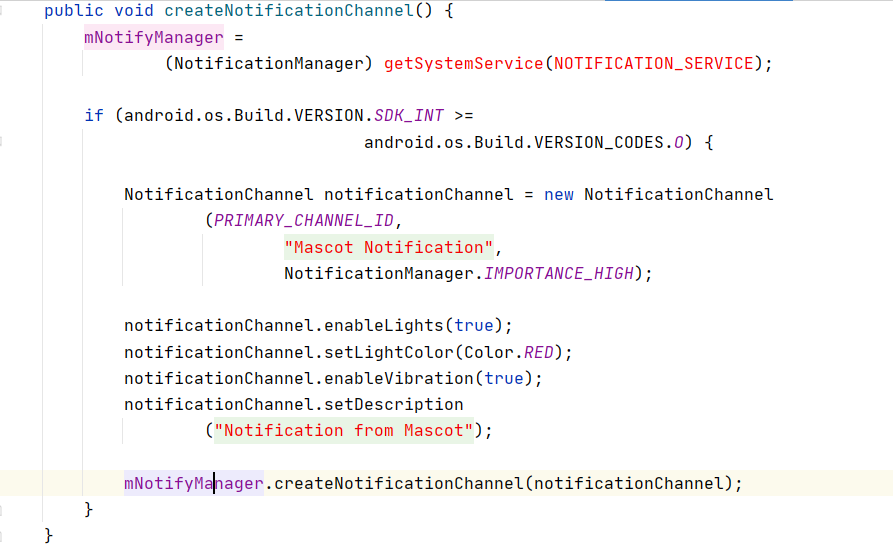 public void createNotificationChannel() {
mNotifyManager =
(NotificationManager) getSystemService(NOTIFICATION_SERVICE);
if (android.os.Build.VERSION.SDK_INT >=
android.os.Build.VERSION_CODES.O) {
NotificationChannel notificationChannel = new NotificationChannel
(PRIMARY_CHANNEL_ID,
"Mascot Notification",
NotificationManager.IMPORTANCE_HIGH);
notificationChannel.enableLights(true);
notificationChannel.setLightColor(Color.RED);
notificationChannel.enableVibration(true);
notificationChannel.setDescription
("Notification from Mascot");
mNotifyManager.createNotificationChannel(notificationChannel);
}
}